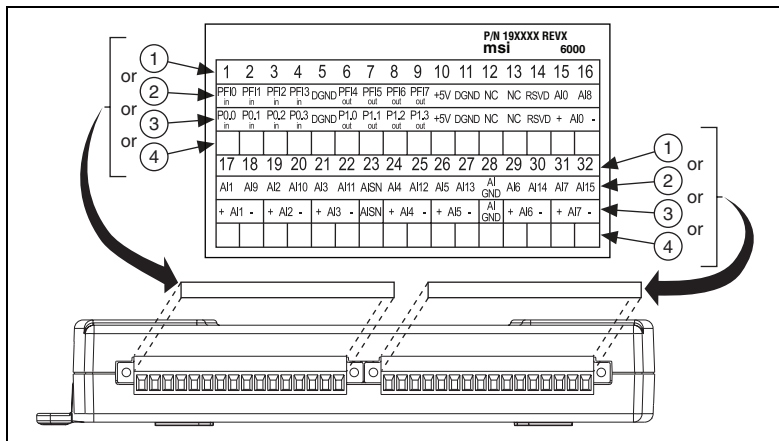 P/N 19XXXX REVX
msi 6000
or 1
or 2
or 3
4
1 2 3 4 5 6 7 8 9 10 11 12 13 14 15 16
PFI0 in PFI1 in PFI2 in PFI3 in DGND PFI4 out PFI5 out PFI6 out PFI7 out +5V DGND NC NC RSVD AI0 AI8
P0.0 in P0.1 in P0.2 in P0.3 in DGND P1.0 out P1.1 out P1.2 out P1.3 out +5V DGND NC NC RSVD + AI0 -
17 18 19 20 21 22 23 24 25 26 27 28 29 30 31 32
AI1 AI9 AI2 AI10 AI3 AI11 AISN AI4 AI12 AI5 AI13 AI GND AI6 AI14 AI7 AI15
+ AI1 - + AI2 - + AI3 - AISN + AI4 - + AI5 - AI GND + AI6 - + AI7 -
1 or
2 or
3 or
4